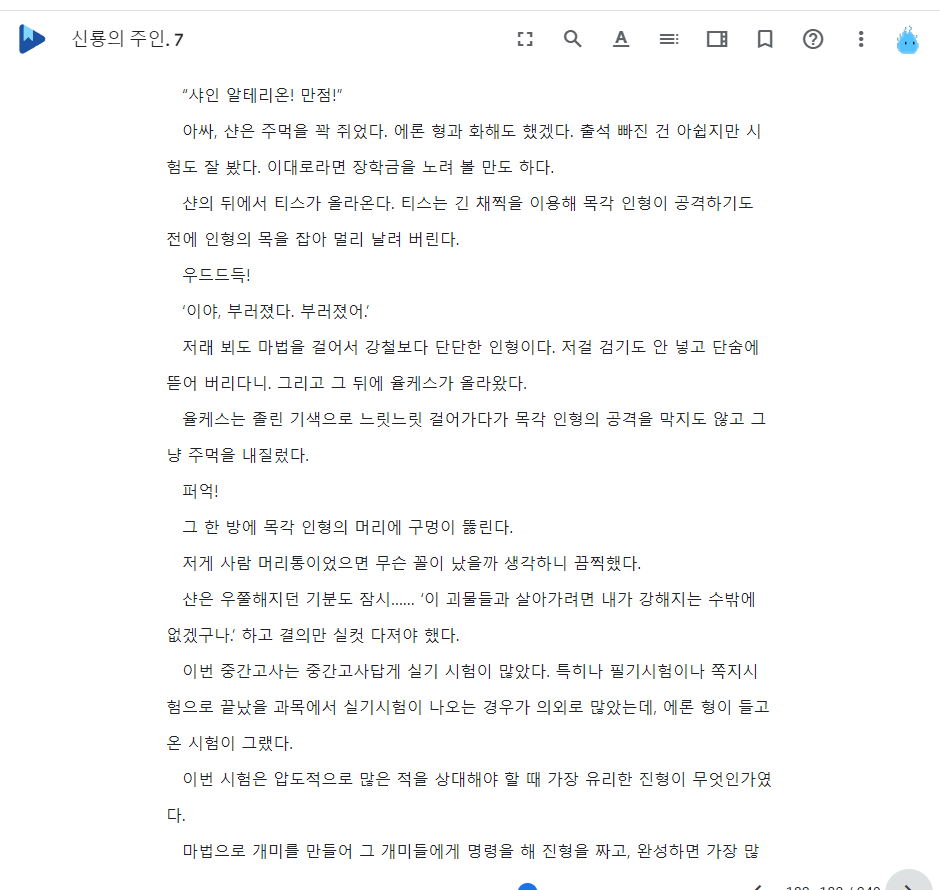 신룡의 주인. 7
“샤인 알테리온! 만점!”
아싸, 샨은 주먹을 꽉 쥐었다. 에론 형과 화해도 했겠다. 출석 빠진 건 아쉽지만 시
험도 잘 봤다. 이대로라면 장학금을 노려 볼 만도 하다.
샨의 뒤에서 티스가 올라온다. 티스는 긴 채찍을 이용해 목각 인형이 공격하기도
전에 인형의 목을 잡아 멀리 날려 버린다.
우드드득!
‘이야, 부러졌다. 부러졌어.’
저래 뵈도 마법을 걸어서 강철보다 단단한 인형이다. 저걸 검기도 안 넣고 단숨에
뜯어 버리다니. 그리고 그 뒤에 율케스가 올라왔다.
율케스는 졸린 기색으로 느릿느릿 걸어가다가 목각 인형의 공격을 막지도 않고 그
냥 주먹을 내질렀다.
퍼억!
그 한 방에 목각 인형의 머리에 구멍이 뚫린다.
저게 사람 머리통이었으면 무슨 꼴이 났을까 생각하니 끔찍했다.
샨은 우쭐해지던 기분도 잠시...... ‘이 괴물들과 살아가려면 내가 강해지는 수밖에
없겠구나.’ 하고 결의만 실컷 다져야 했다.
이번 중간고사는 중간고사답게 실기 시험이 많았다. 특히나 필기시험이나 쪽지시
험으로 끝났을 과목에서 실기시험이 나오는 경우가 의외로 많았는데, 에론 형이 들고
온 시험이 그랬다.
이번 시험은 압도적으로 많은 적을 상대해야 할 때 가장 유리한 진형이 무엇인가였
다.
마법으로 개미를 만들어 그 개미들에게 명령을 해 진형을 짜고, 완성하면 가장 많